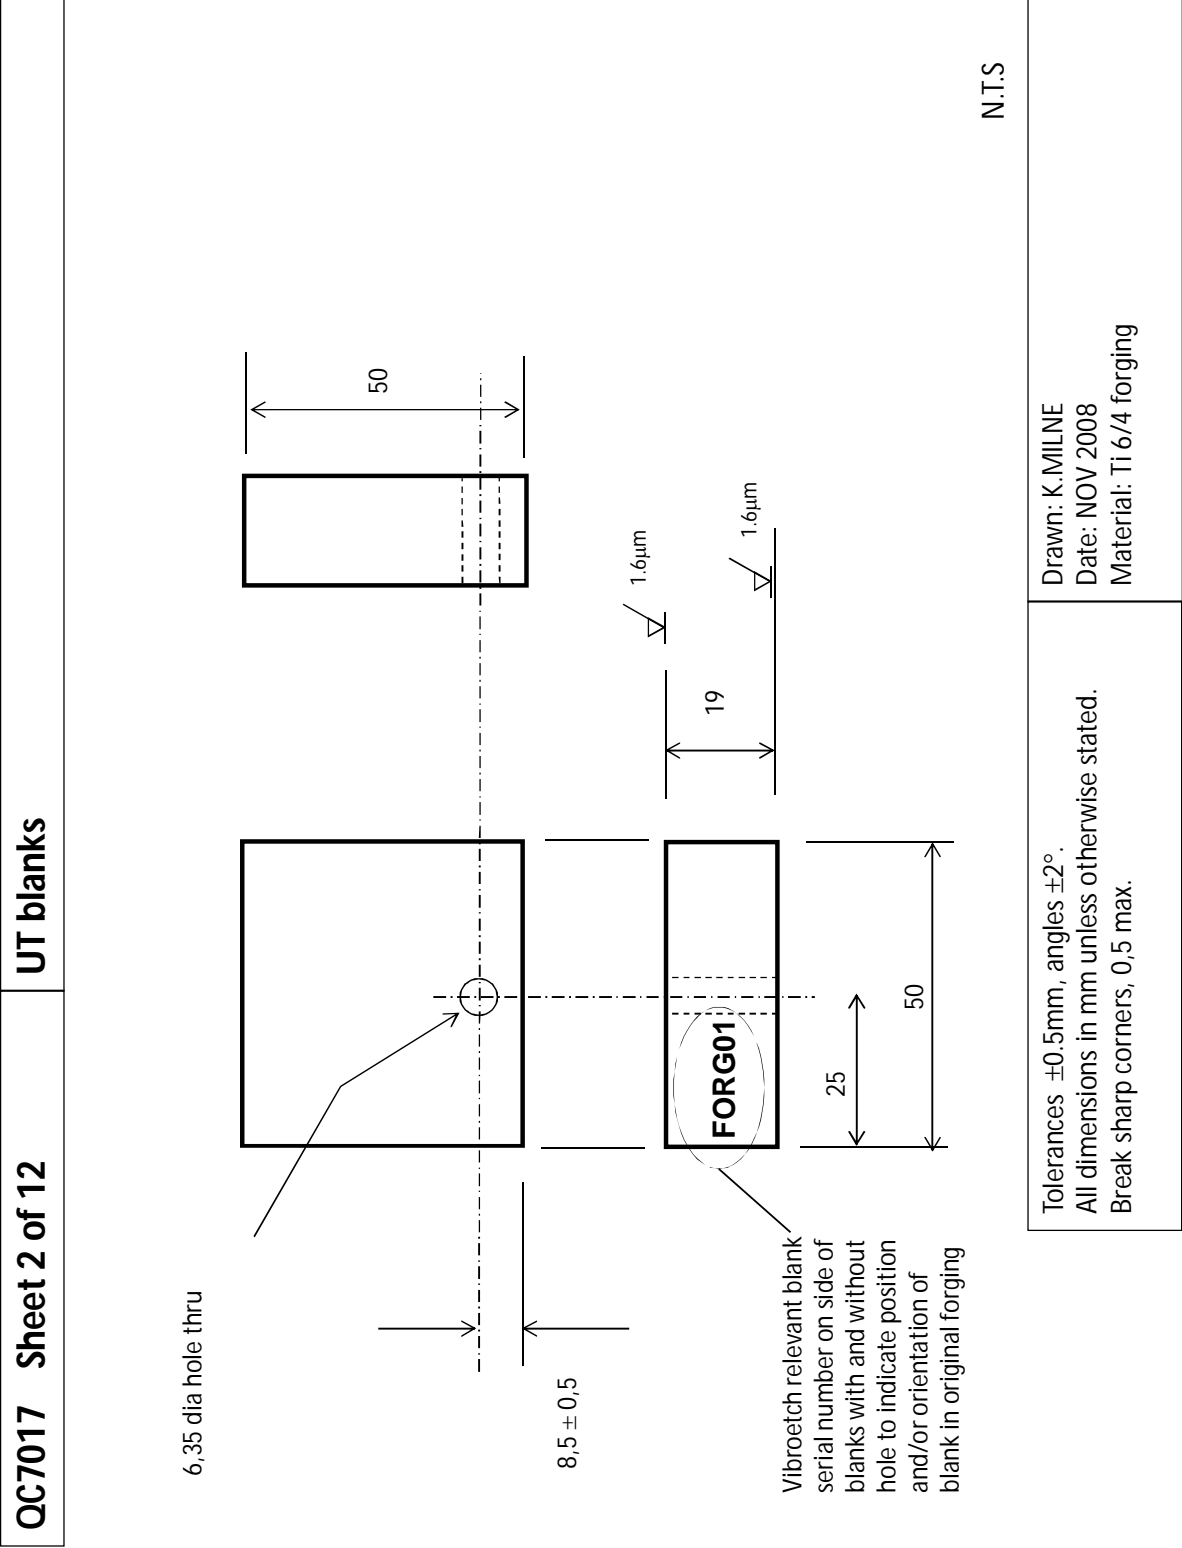 QC7017 Sheet 2 of 12
UT blanks
6,35 dia hole thru
50
8,5 ± 0,5
1.6µm
1.6µm
19
FORG01
25
50
Vibroetch relevant blank
serial number on side of
blanks with and without
hole to indicate position
and/or orientation of
blank in original forging
N.T.S
Tolerances ±0.5mm, angles ±2°.
All dimensions in mm unless otherwise stated.
Break sharp corners, 0,5 max.
Drawn: K.MILNE
Date: NOV 2008
Material: Ti 6/4 forging